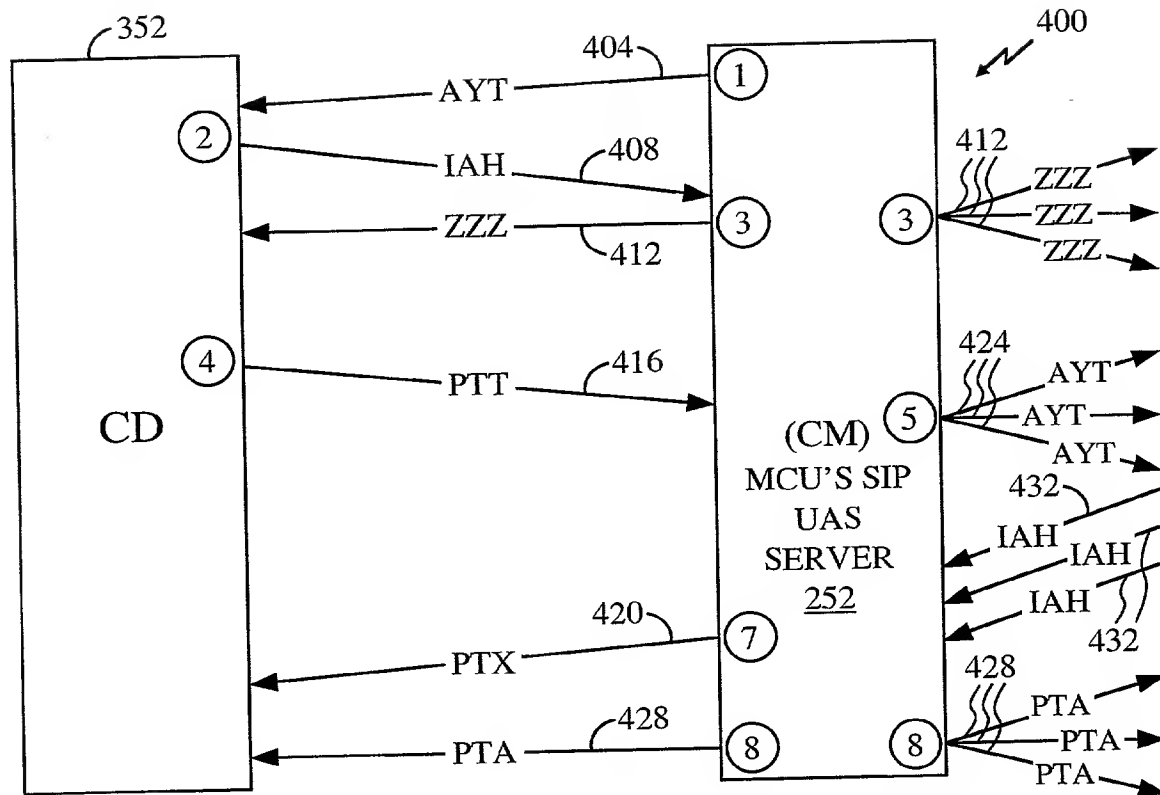 352
404
400
1
AYT
2
408
412
IAH
ZZZ
3
3
ZZZ
ZZZ
412
ZZZ
4
416
424
AYT
PTT
5
AYT
CD
(CM)
AYT
MCU'S SIP
432
UAS
IAH
SERVER
IAH
252
IAH
420
7
432
PTX
428
428
PTA
PTA
8
8
PTA
PTA